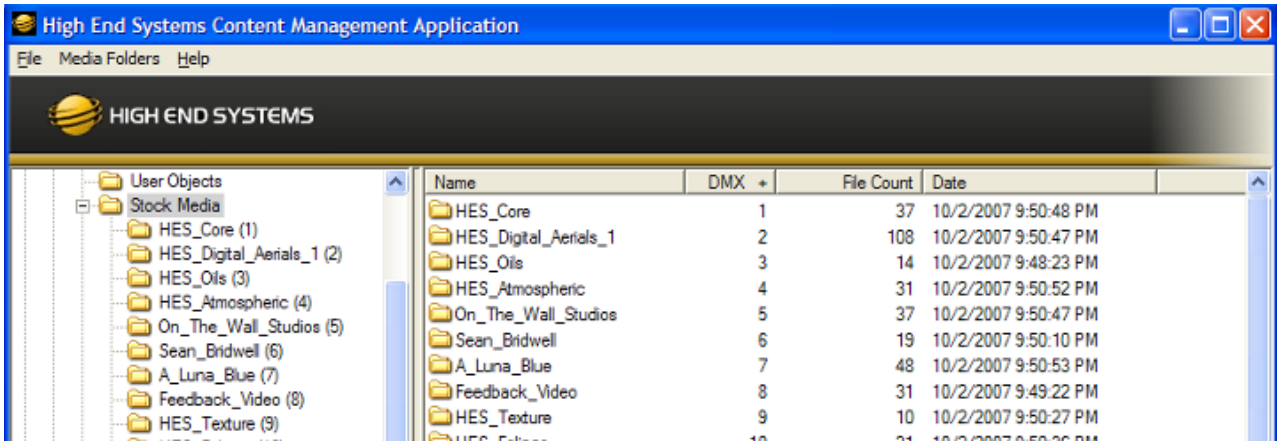 High End Systems Content Management Application
File Media Folders Help
HIGH END SYSTEMS
User Objects
Stock Media
HES_Core (1)
HES_Digital_Aerials_1 (2)
HES_Oils (3)
HES_Atmospheric (4)
On_The_Wall_Studios (5)
Sean_Bridwell (6)
A_Luna_Blue (7)
Feedback_Video (8)
HES_Texture (9)
Name DMX File Count Date
HES_Core 1 37 10/2/2007 9:50:48 PM
HES_Digital_Aerials_1 2 108 10/2/2007 9:50:47 PM
HES_Oils 3 14 10/2/2007 9:48:23 PM
HES_Atmospheric 4 31 10/2/2007 9:50:52 PM
On_The_Wall_Studios 5 37 10/2/2007 9:50:47 PM
Sean_Bridwell 6 19 10/2/2007 9:50:10 PM
A_Luna_Blue 7 48 10/2/2007 9:50:53 PM
Feedback_Video 8 31 10/2/2007 9:49:22 PM
HES_Texture 9 10 10/2/2007 9:50:27 PM